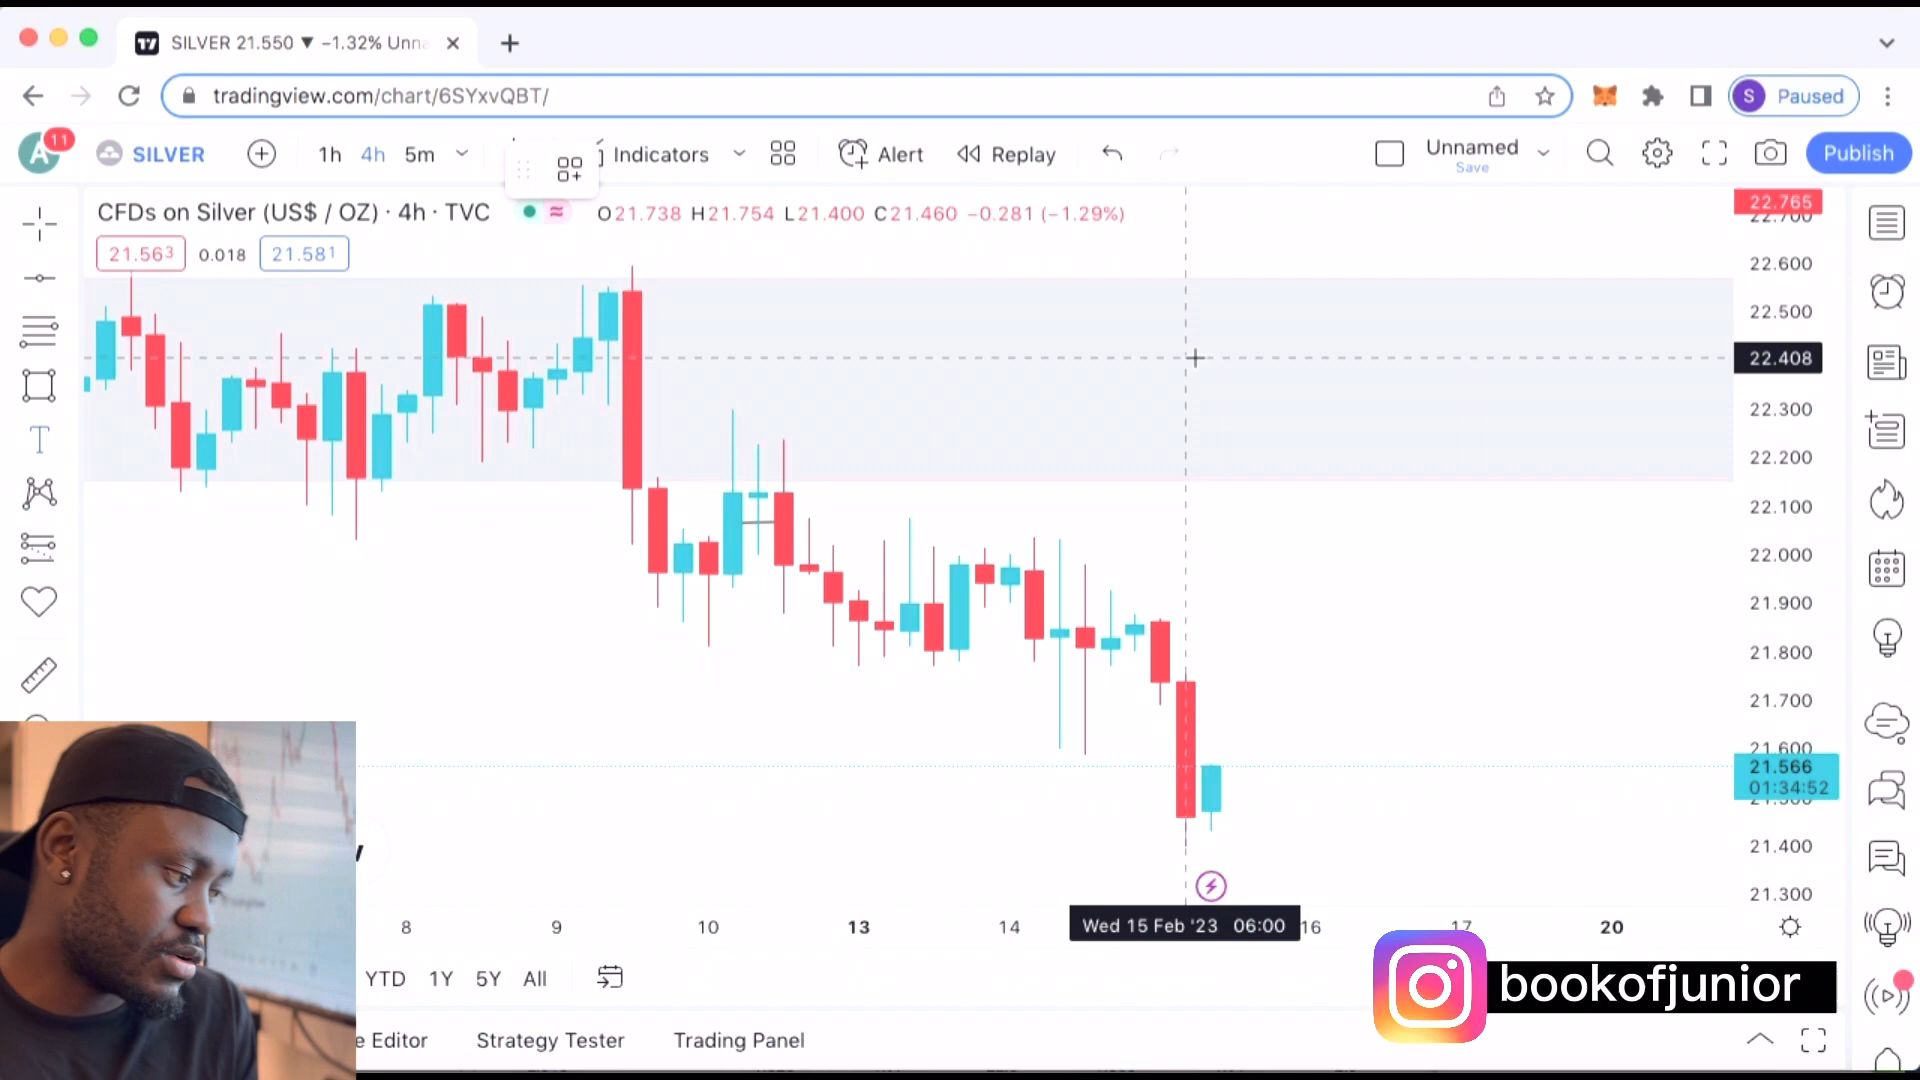 SILVER 21.550 ▼ −1.32% Unna
tradingview.com/chart/6SYxvQBT/
S Paused
A 11
SILVER 1h 4h 5m Indicators Alert Replay Unnamed Save Publish
CFDs on Silver (US$ / OZ) · 4h · TVC O21.738 H21.754 L21.400 C21.460 −0.281 (−1.29%)
21.563 0.018 21.581
22.765
22.700
22.600
22.500
22.408
22.300
22.200
22.100
22.000
21.900
21.800
21.700
21.600
21.566
01:34:52
21.400
21.300
8 9 10 13 14 Wed 15 Feb '23 06:00 16 17 20
YTD 1Y 5Y All
bookofjunior
e Editor Strategy Tester Trading Panel